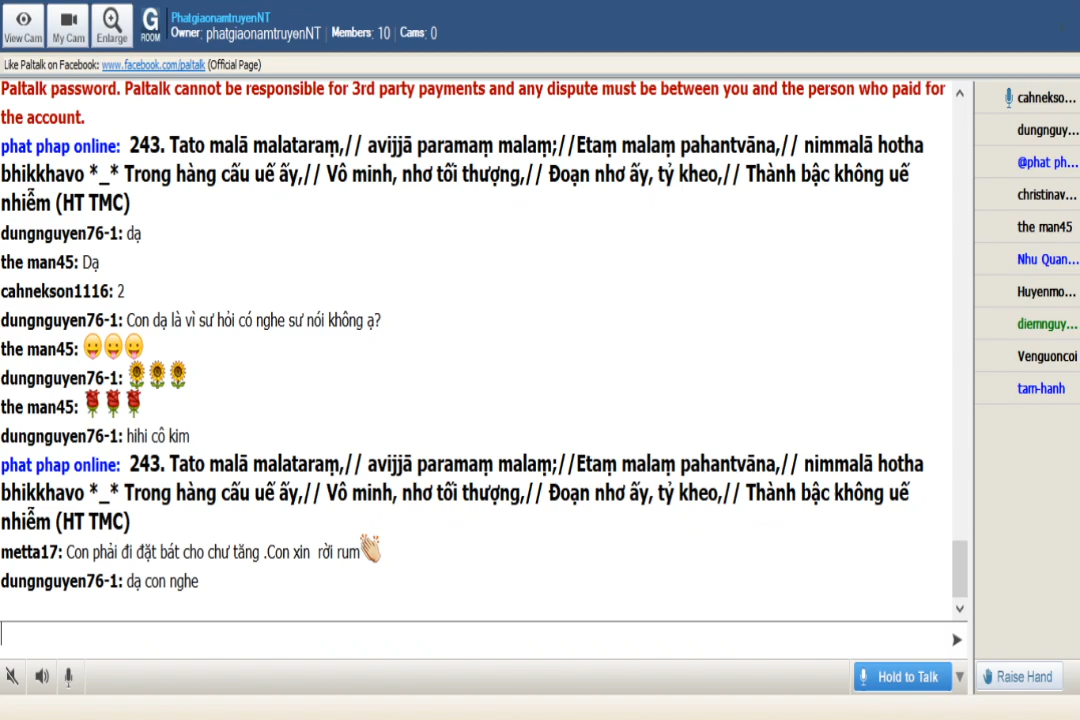 View Cam
My Cam
Enlarge
G
ROOM
PhatgiaonamtruyenNT
Owner: phatgiaonamtruyenNT Members: 10 Cams: 0
Like Paltalk on Facebook: www.facebook.com/paltalk (Official Page)
Paltalk password. Paltalk cannot be responsible for 3rd party payments and any dispute must be between you and the person who paid for
the account.
phat phap online: 243. Tato malā malataraṃ,// avijjā paramaṃ malaṃ;//Etaṃ malaṃ pahantvāna,// nimmalā hotha
bhikkhavo *_* Trong hàng cấu uế ấy,// Vô minh, nhơ tối thượng,// Đoạn nhơ ấy, tỷ kheo,// Thành bậc không uế
nhiễm (HT TMC)
dungnguyen76-1: dạ
the man45: Dạ
cahnekson1116: 2
dungnguyen76-1: Con dạ là vì sư hỏi có nghe sư nói không ạ?
the man45:
dungnguyen76-1:
the man45:
dungnguyen76-1: hihi cô kim
phat phap online: 243. Tato malā malataraṃ,// avijjā paramaṃ malaṃ;//Etaṃ malaṃ pahantvāna,// nimmalā hotha
bhikkhavo *_* Trong hàng cấu uế ấy,// Vô minh, nhơ tối thượng,// Đoạn nhơ ấy, tỷ kheo,// Thành bậc không uế
nhiễm (HT TMC)
metta17: Con phải đi đặt bát cho chư tăng .Con xin rời rum
dungnguyen76-1: dạ con nghe
cahnekso...
dungnguy...
@phat ph...
christinav...
the man45
Nhu Quan...
Huyenmo...
diemnguy...
Venguoncoi
tam-hanh
Hold to Talk
Raise Hand